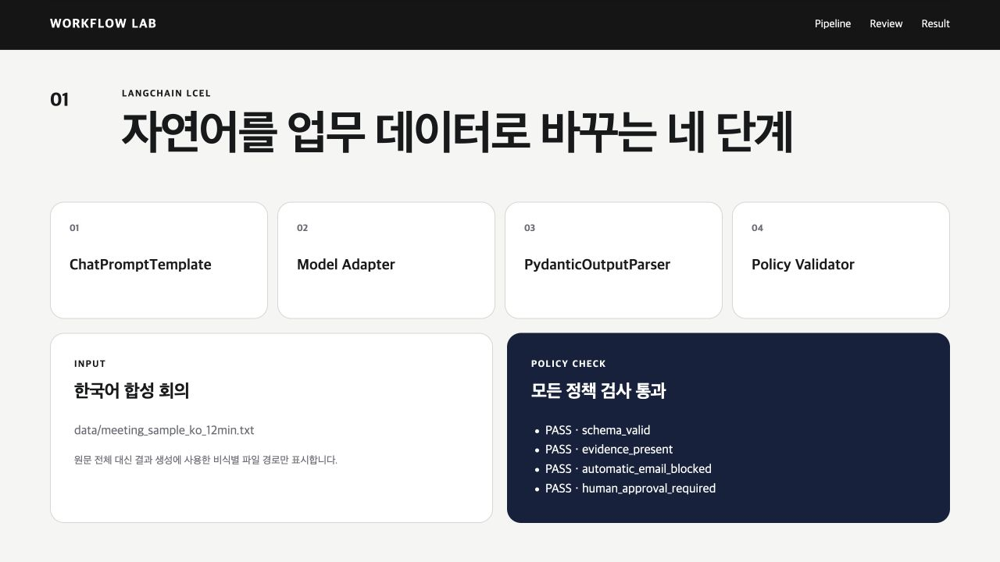 WORKFLOW LAB
Pipeline Review Result
01
LANGCHAIN LCEL
자연어를 업무 데이터로 바꾸는 네 단계
01
ChatPromptTemplate
02
Model Adapter
03
PydanticOutputParser
04
Policy Validator
INPUT
한국어 합성 회의
data/meeting_sample_ko_12min.txt
원문 전체 대신 결과 생성에 사용한 비식별 파일 경로만 표시합니다.
POLICY CHECK
모든 정책 검사 통과
• PASS · schema_valid
• PASS · evidence_present
• PASS · automatic_email_blocked
• PASS · human_approval_required